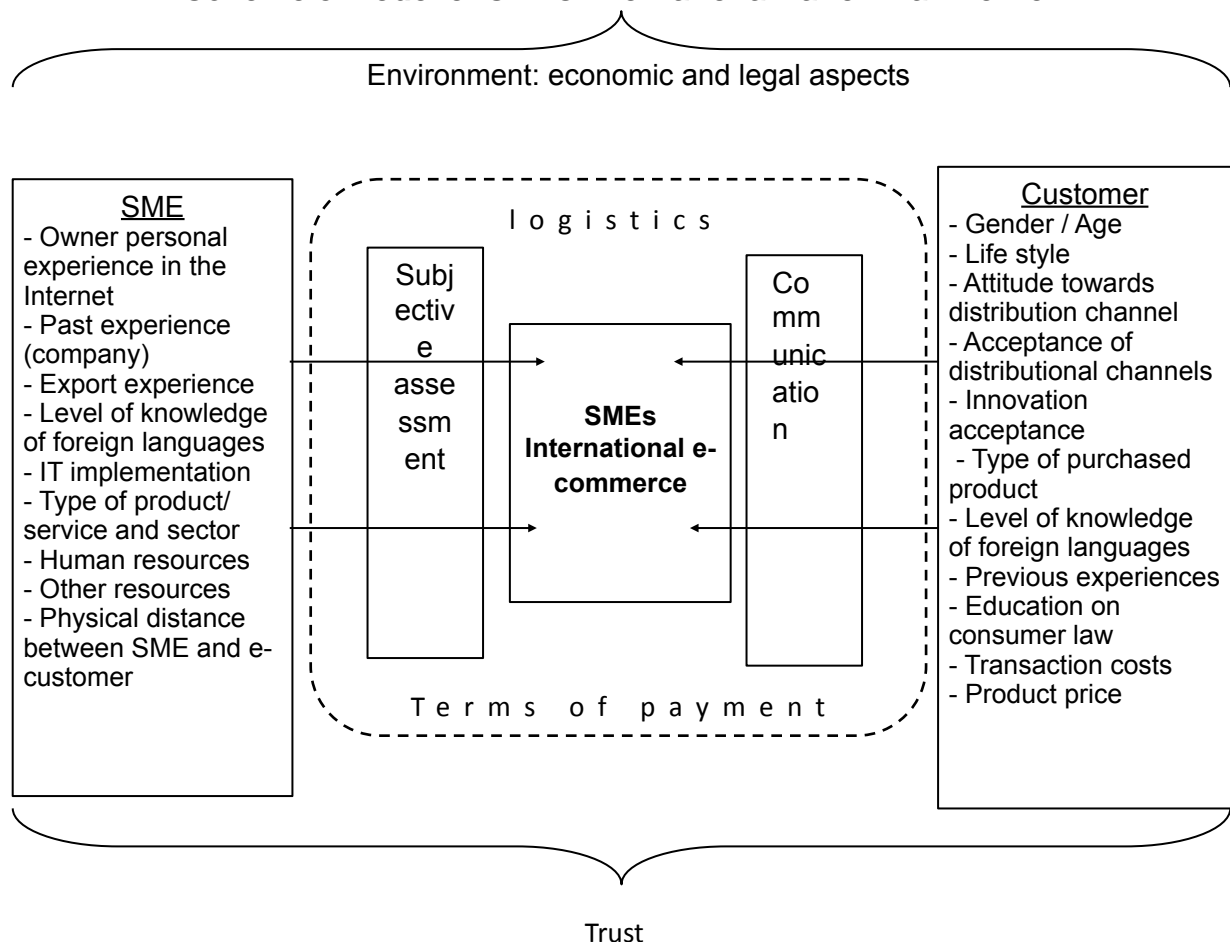 Environment: economic and legal aspects
SME
- Owner personal
experience in the
Internet
- Past experience
(company)
- Export experience
- Level of knowledge
of foreign languages
- IT implementation
- Type of product/
service and sector
- Human resources
- Other resources
- Physical distance
between SME and e-
customer
logistics
Subj
ectiv
e
asse
ssm
ent
SMEs
International e-
commerce
Co
mm
unic
atio
n
Terms of payment
Customer
- Gender / Age
- Life style
- Attitude towards
distribution channel
- Acceptance of
distributional channels
- Innovation
acceptance
- Type of purchased
product
- Level of knowledge
of foreign languages
- Previous experiences
- Education on
consumer law
- Transaction costs
- Product price
Trust